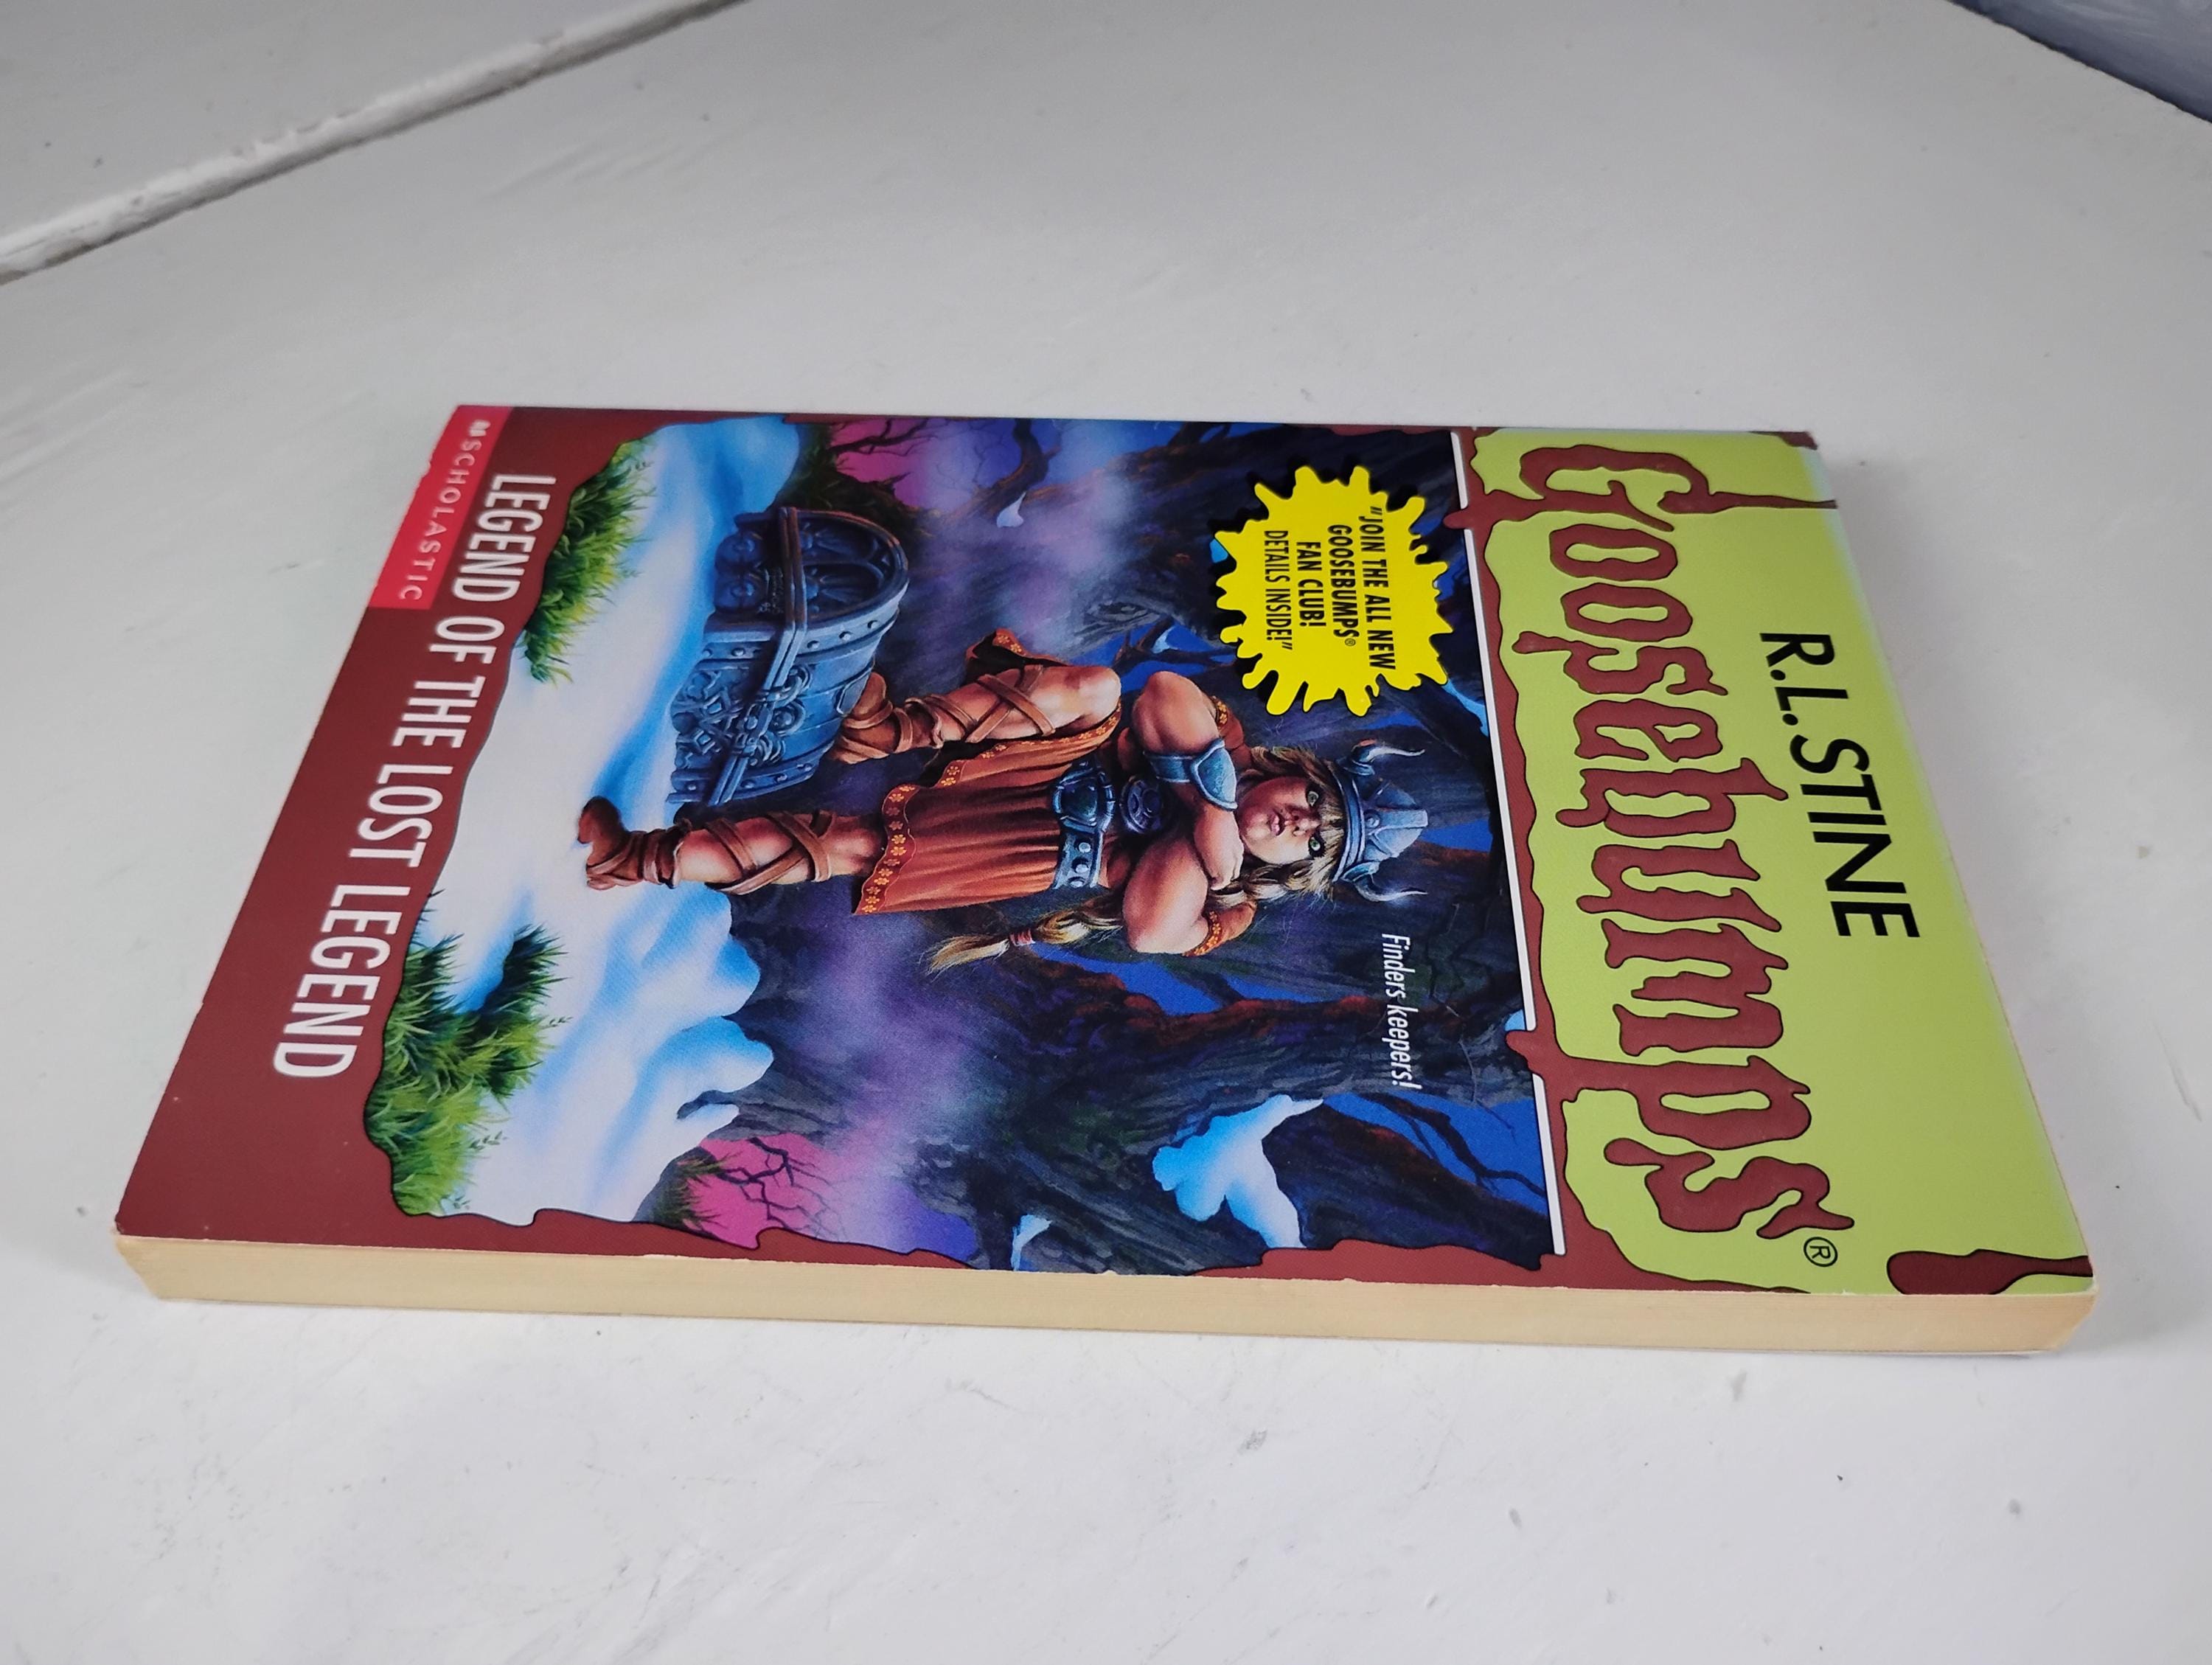 R.L. STINE
Goosebumps®
"JOIN THE ALL NEW
GOOSEBUMPS®
FAN CLUB!
DETAILS INSIDE!"
Finders keepers!
LEGEND OF THE LOST LEGEND
SCHOLASTIC